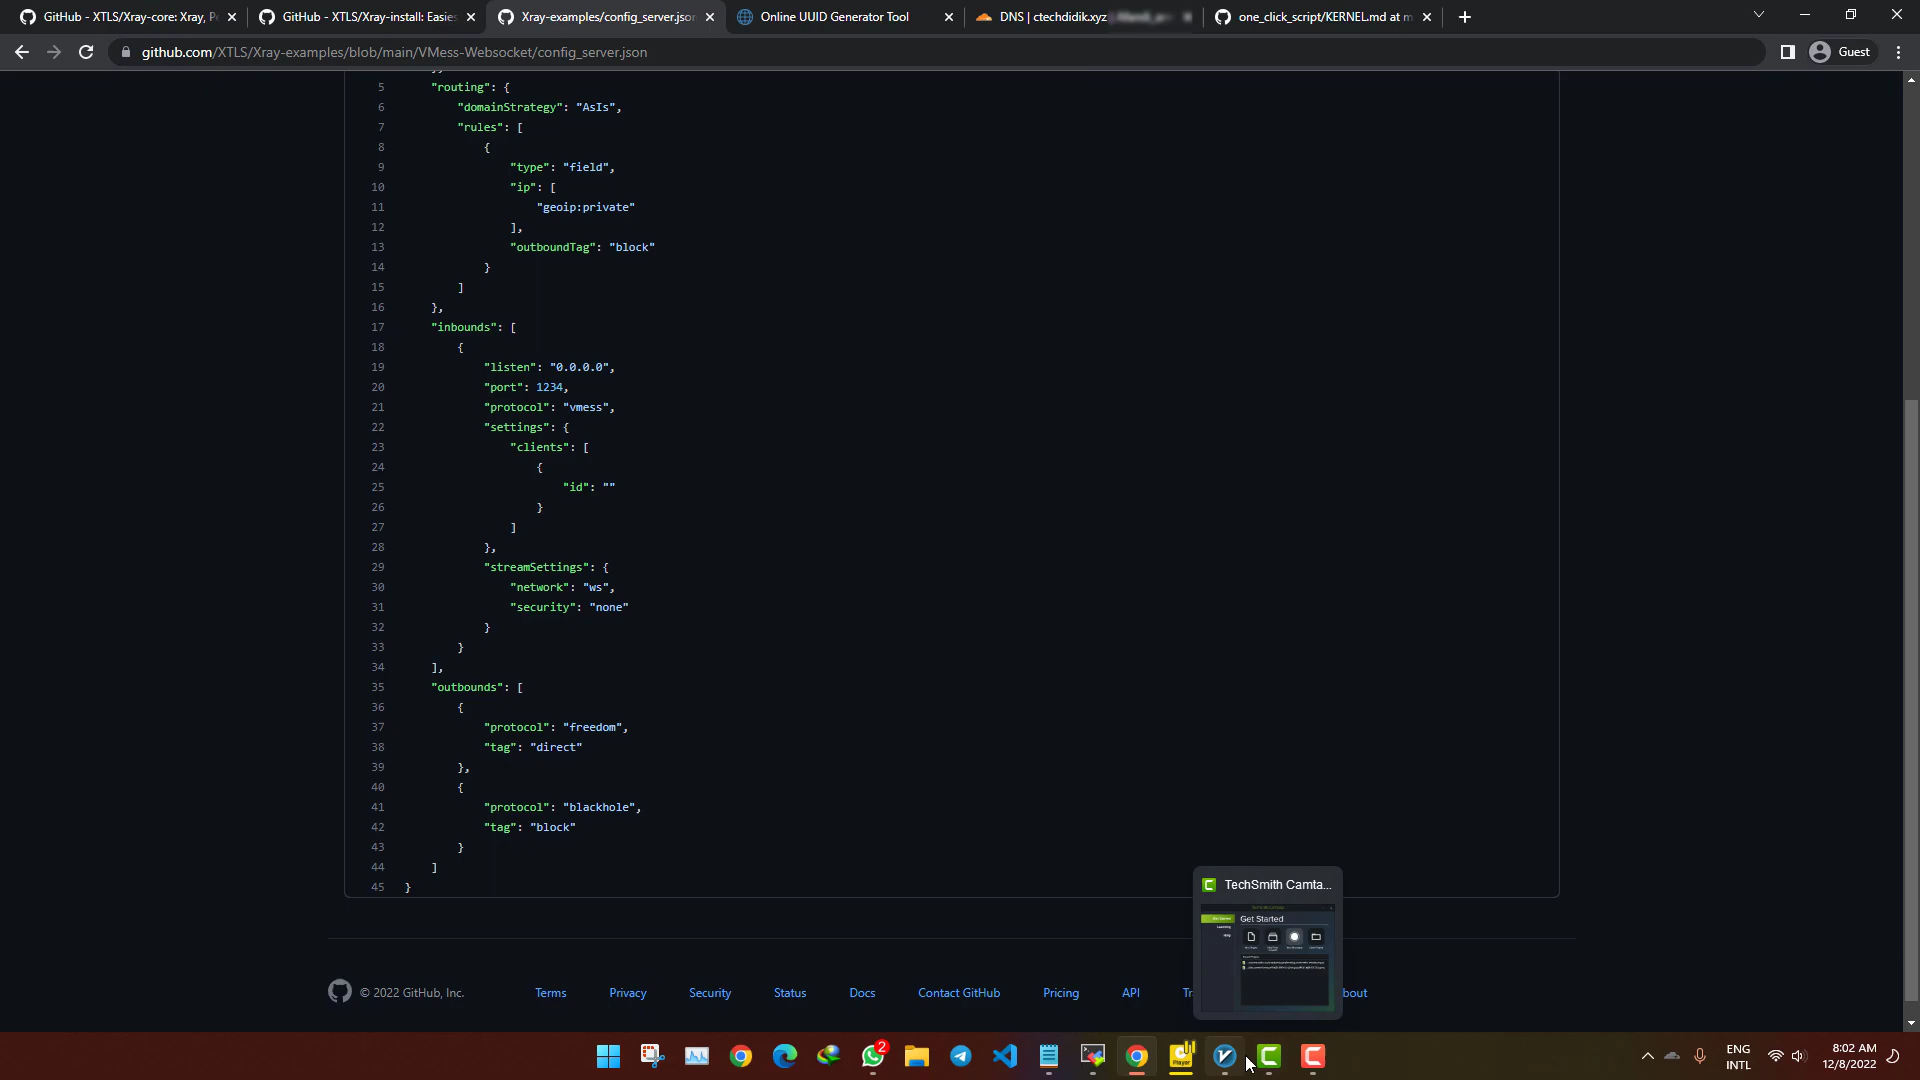 GitHub - XTLS/Xray-core: Xray, P
GitHub - XTLS/Xray-install: Easies
Xray-examples/config_server.json
Online UUID Generator Tool
DNS | ctechdidik.xyz
one_click_script/KERNEL.md at m
github.com/XTLS/Xray-examples/blob/main/VMess-Websocket/config_server.json
Guest
5 "routing": {
6 "domainStrategy": "AsIs",
7 "rules": [
8 {
9 "type": "field",
10 "ip": [
11 "geoip:private"
12 ],
13 "outboundTag": "block"
14 }
15 ]
16 },
17 "inbounds": [
18 {
19 "listen": "0.0.0.0",
20 "port": 1234,
21 "protocol": "vmess",
22 "settings": {
23 "clients": [
24 {
25 "id": ""
26 }
27 ]
28 },
29 "streamSettings": {
30 "network": "ws",
31 "security": "none"
32 }
33 }
34 ],
35 "outbounds": [
36 {
37 "protocol": "freedom",
38 "tag": "direct"
39 },
40 {
41 "protocol": "blackhole",
42 "tag": "block"
43 }
44 ]
45 }
TechSmith Camta...
Get Started
© 2022 GitHub, Inc.
Terms
Privacy
Security
Status
Docs
Contact GitHub
Pricing
API
Tr
bout
2
ENG
INTL
8:02 AM
12/8/2022